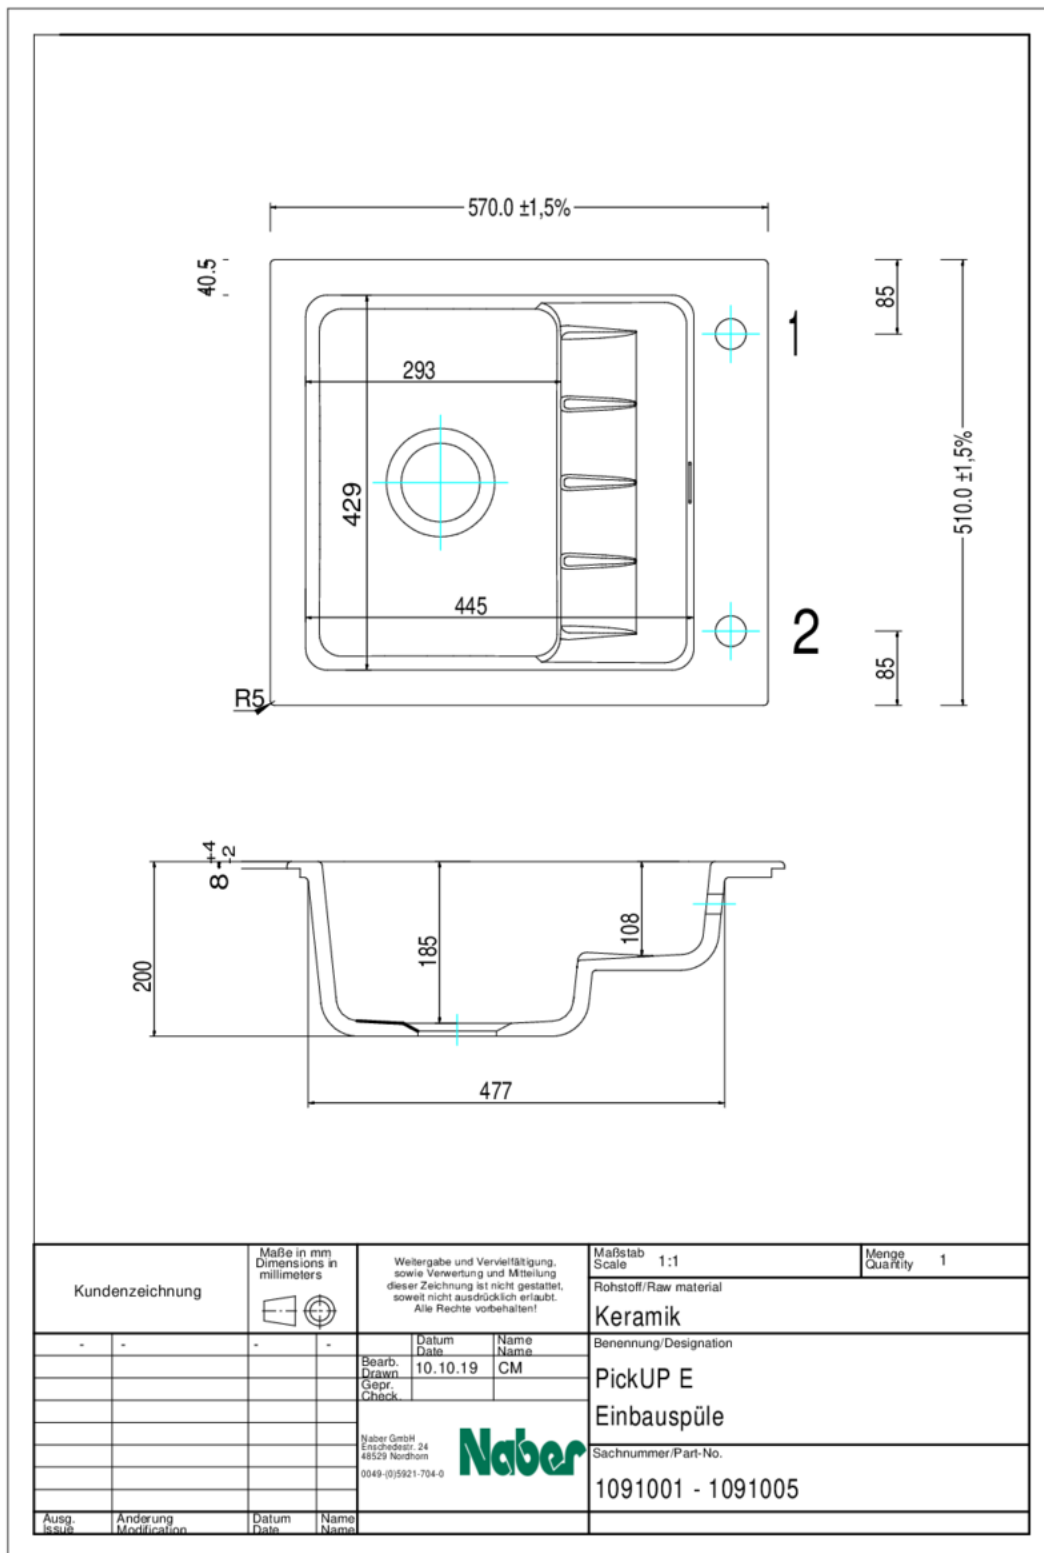 570.0 ±1,5%
40.5
85
1
293
429
510.0 ±1,5%
445
2
85
R5
8 +4 -2
200
185
108
477
Kundenzeichnung
Maße in mm
Dimensions in
millimeters
Weitergabe und Vervielfältigung,
sowie Verwertung und Mitteilung
dieser Zeichnung ist nicht gestattet,
soweit nicht ausdrücklich erlaubt.
Alle Rechte vorbehalten!
Maßstab
Scale 1:1
Menge
Quantity 1
Rohstoff/Raw material
Keramik
- - - -
Datum Name
Date Name
Bearb.
Drawn 10.10.19 CM
Gepr.
Check.
Benennung/Designation
PickUP E
Einbauspüle
Naber GmbH
Enschedestr. 24
48529 Nordhorn
0049-(0)5921-704-0
Naber
Sachnummer/Part-No.
1091001 - 1091005
Ausg. Änderung Datum Name
Issue Modification Date Name